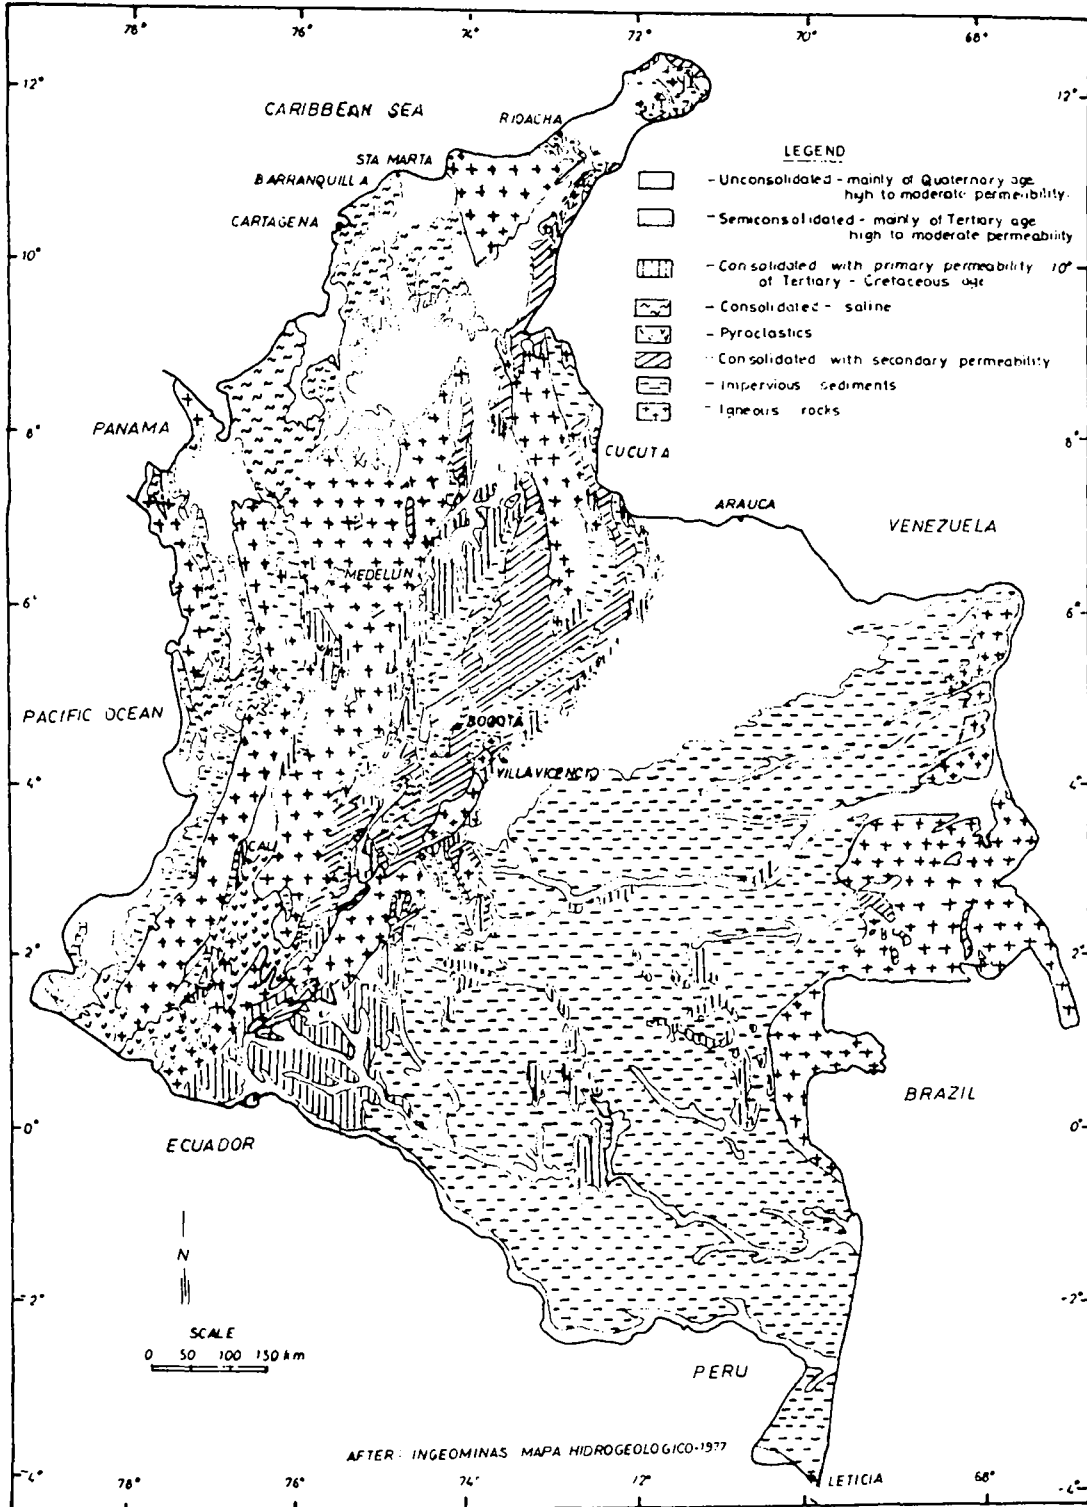 78° 76° 74° 72° 70° 68°
12° 12°
CARIBBEAN SEA
RIOACHA
STA MARTA
BARRANQUILLA
CARTAGENA
LEGEND
- Unconsolidated - mainly of Quaternary age
high to moderate permeability.
- Semiconsolidated - mainly of Tertiary age
high to moderate permeability
10° 10°
- Consolidated with primary permeability
of Tertiary - Cretaceous age
- Consolidated - saline
- Pyroclastics
- Consolidated with secondary permeability
- Impervious sediments
- Igneous rocks
8° 8°
PANAMA
CUCUTA
ARAUCA
VENEZUELA
MEDELLIN
6° 6°
PACIFIC OCEAN
BOGOTA
VILLAVICENCIO
4° 4°
CALI
2° 2°
BRAZIL
0° 0°
ECUADOR
N
-2° -2°
SCALE
0 50 100 150 km
PERU
AFTER: INGEOMINAS MAPA HIDROGEOLOGICO-1977
LETICIA
-4° -4°
78° 76° 74° 72° 70° 68°